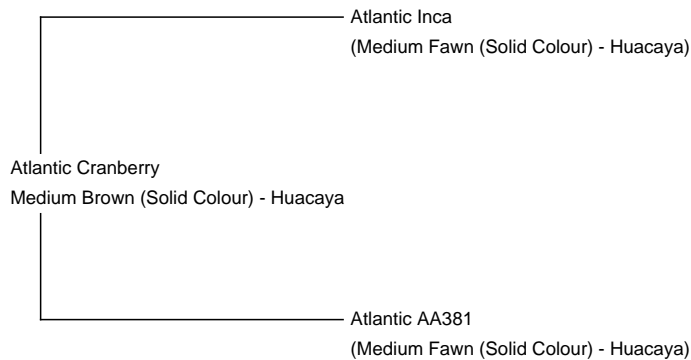 Atlantic Inca
(Medium Fawn (Solid Colour) - Huacaya)
Atlantic Cranberry
Medium Brown (Solid Colour) - Huacaya
Atlantic AA381
(Medium Fawn (Solid Colour) - Huacaya)